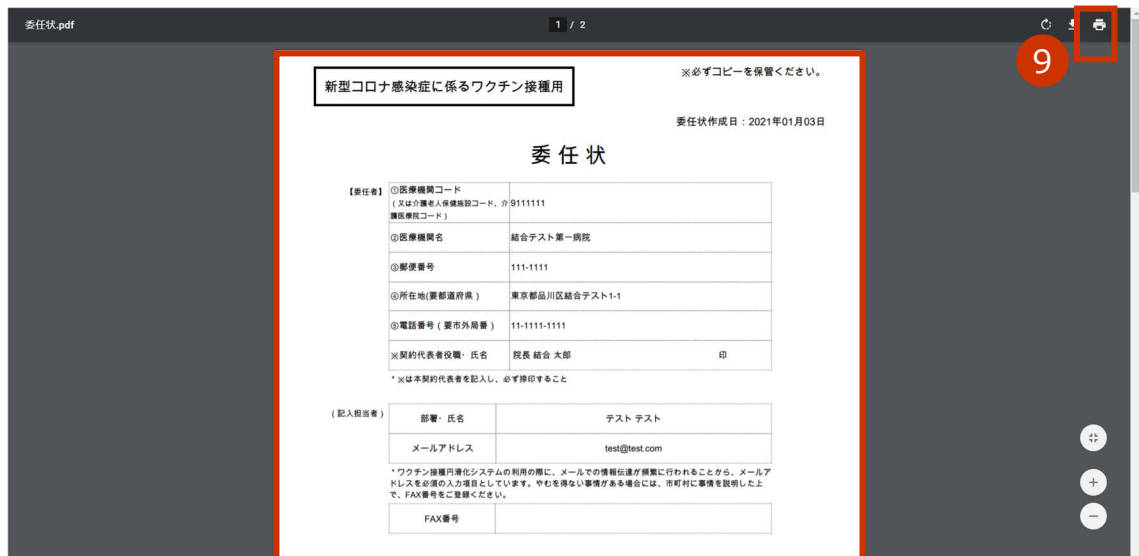 委任状.pdf
1 / 2
9
※必ずコピーを保管ください。
新型コロナ感染症に係るワクチン接種用
委任状作成日：2021年01月03日
委任状
【委任者】 ①医療機関コード
(又は介護老人保健施設コード、介護医療院コード) 9111111
②医療機関名 結合テスト第一病院
③郵便番号 111-1111
④所在地(要都道府県) 東京都品川区結合テスト1-1
⑤電話番号(要市外局番) 11-1111-1111
※契約代表者役職・氏名 院長 結合 太郎 印
* ※は本契約代表者を記入し、必ず捺印すること
(記入担当者) 部署・氏名 テスト テスト
メールアドレス test@test.com
* ワクチン接種円滑化システムの利用の際に、メールでの情報伝達が頻繁に行われることから、メールア
ドレスを必須の入力項目としています。やむを得ない事情がある場合には、市町村に事情を説明した上
で、FAX番号をご登録ください。
FAX番号